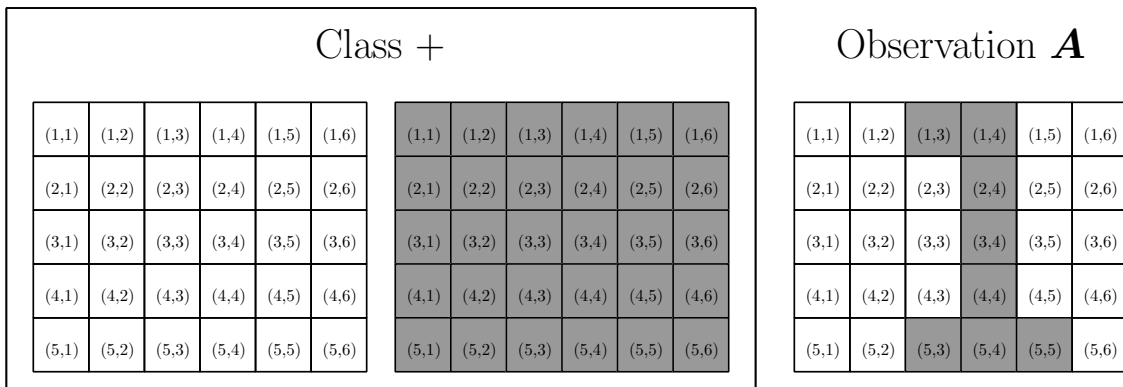 Class + Observation A
(1,1) (1,2) (1,3) (1,4) (1,5) (1,6) (1,1) (1,2) (1,3) (1,4) (1,5) (1,6) (1,1) (1,2) (1,3) (1,4) (1,5) (1,6)
(2,1) (2,2) (2,3) (2,4) (2,5) (2,6) (2,1) (2,2) (2,3) (2,4) (2,5) (2,6) (2,1) (2,2) (2,3) (2,4) (2,5) (2,6)
(3,1) (3,2) (3,3) (3,4) (3,5) (3,6) (3,1) (3,2) (3,3) (3,4) (3,5) (3,6) (3,1) (3,2) (3,3) (3,4) (3,5) (3,6)
(4,1) (4,2) (4,3) (4,4) (4,5) (4,6) (4,1) (4,2) (4,3) (4,4) (4,5) (4,6) (4,1) (4,2) (4,3) (4,4) (4,5) (4,6)
(5,1) (5,2) (5,3) (5,4) (5,5) (5,6) (5,1) (5,2) (5,3) (5,4) (5,5) (5,6) (5,1) (5,2) (5,3) (5,4) (5,5) (5,6)